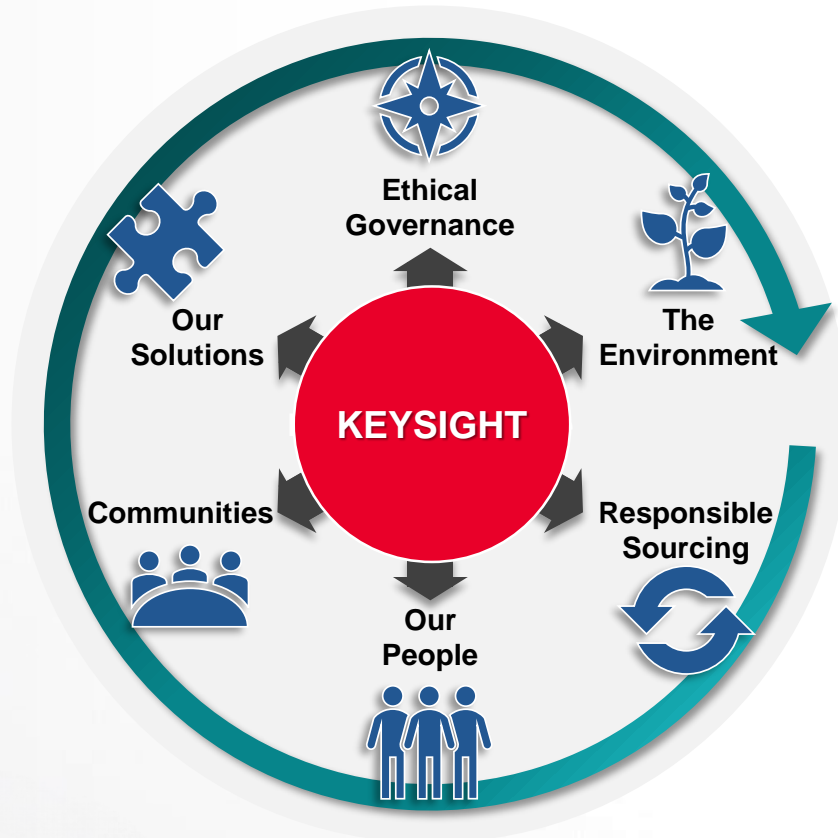 Ethical
Governance
Our
Solutions
The
Environment
KEYSIGHT
Communities
Responsible
Sourcing
Our
People